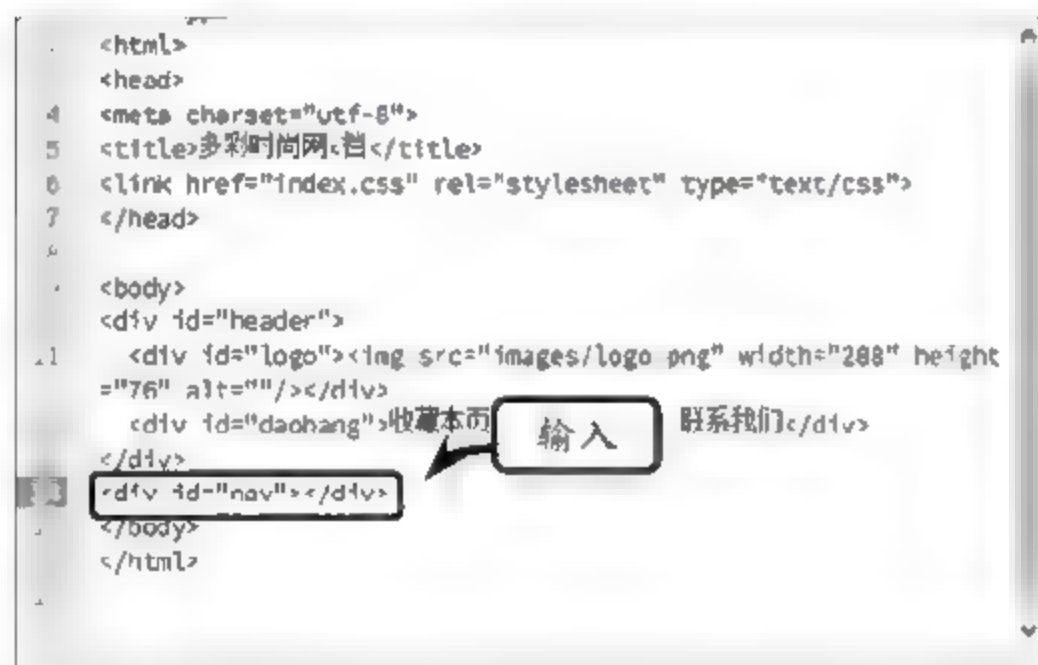 <html>
<head>
4 <meta charset="utf-8">
5 <title>多彩时尚网</title>
6 <link href="index.css" rel="stylesheet" type="text/css">
7 </head>
<body>
<div id="header">
11 <div id="logo"><img src="images/logo png" width="288" height
="76" alt=""/></div>
<div id="daohang">收藏本页 联系我们</div>
</div>
<div id="nav"></div>
</body>
</html>
输入